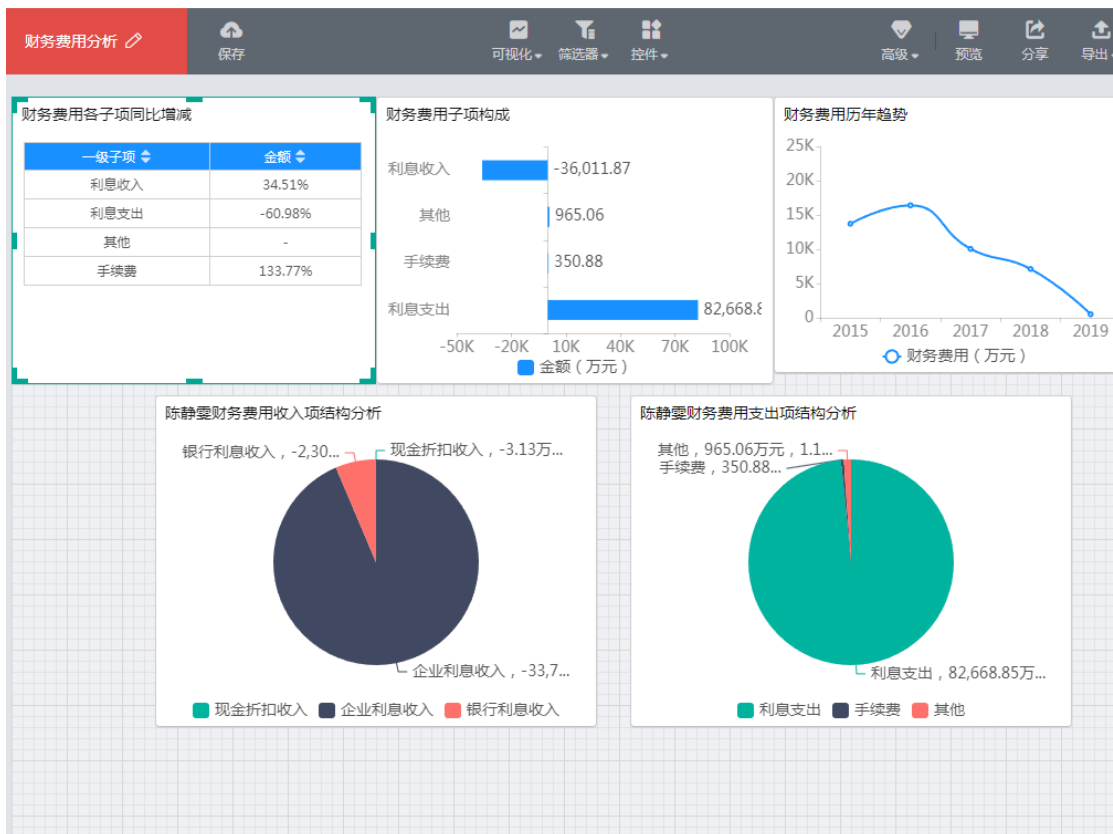 财务费用分析
保存
可视化
筛选器
控件
高级
预览
分享
导出
财务费用各子项同比增减
一级子项 金额
利息收入 34.51%
利息支出 -60.98%
其他 -
手续费 133.77%
财务费用子项构成
利息收入 -36,011.87
其他 965.06
手续费 350.88
利息支出 82,668.8
-50K -20K 10K 40K 70K 100K
金额（万元）
财务费用历年趋势
25K
20K
15K
10K
5K
0
2015 2016 2017 2018 2019
财务费用（万元）
陈静雯财务费用收入项结构分析
银行利息收入，-2,30...
现金折扣收入，-3.13万...
企业利息收入，-33,7...
现金折扣收入 企业利息收入 银行利息收入
陈静雯财务费用支出项结构分析
其他，965.06万元，1.1...
手续费，350.88...
利息支出，82,668.85万...
利息支出 手续费 其他